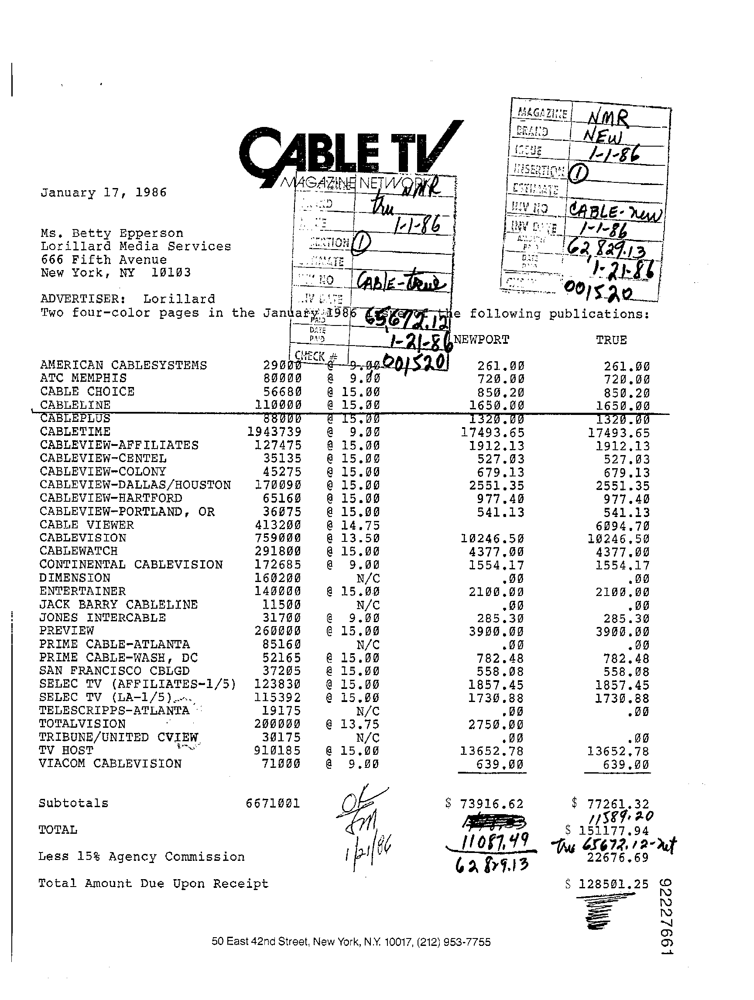 CABLE TV
MAGAZINE NETWORK
MAGAZINE NMR
BRAND NEW
ISSUE 1-1-86
INSERTION 1
ESTIMATE
INV NO CABLE-new
INV DATE 1-1-86
62 829.13
DATE PAID 1-21-86
001520
NMR
true
1-1-86
INSERTION 1
ESTIMATE
INV NO CABLE-true
INV DATE
PAID 65672.12
DATE PAID 1-21-86
CHECK # 001520
January 17, 1986
Ms. Betty Epperson
Lorillard Media Services
666 Fifth Avenue
New York, NY 10103
ADVERTISER: Lorillard
Two four-color pages in the January 1986 the following publications:
NEWPORT TRUE
AMERICAN CABLESYSTEMS 29000 @ 9.00 261.00 261.00
ATC MEMPHIS 80000 @ 9.00 720.00 720.00
CABLE CHOICE 56680 @ 15.00 850.20 850.20
CABLELINE 110000 @ 15.00 1650.00 1650.00
CABLEPLUS 88000 @ 15.00 1320.00 1320.00
CABLETIME 1943739 @ 9.00 17493.65 17493.65
CABLEVIEW-AFFILIATES 127475 @ 15.00 1912.13 1912.13
CABLEVIEW-CENTEL 35135 @ 15.00 527.03 527.03
CABLEVIEW-COLONY 45275 @ 15.00 679.13 679.13
CABLEVIEW-DALLAS/HOUSTON 170090 @ 15.00 2551.35 2551.35
CABLEVIEW-HARTFORD 65160 @ 15.00 977.40 977.40
CABLEVIEW-PORTLAND, OR 36075 @ 15.00 541.13 541.13
CABLE VIEWER 413200 @ 14.75 6094.70
CABLEVISION 759000 @ 13.50 10246.50 10246.50
CABLEWATCH 291800 @ 15.00 4377.00 4377.00
CONTINENTAL CABLEVISION 172685 @ 9.00 1554.17 1554.17
DIMENSION 160200 N/C .00 .00
ENTERTAINER 140000 @ 15.00 2100.00 2100.00
JACK BARRY CABLELINE 11500 N/C .00 .00
JONES INTERCABLE 31700 @ 9.00 285.30 285.30
PREVIEW 260000 @ 15.00 3900.00 3900.00
PRIME CABLE-ATLANTA 85160 N/C .00 .00
PRIME CABLE-WASH, DC 52165 @ 15.00 782.48 782.48
SAN FRANCISCO CBLGD 37205 @ 15.00 558.08 558.08
SELEC TV (AFFILIATES-1/5) 123830 @ 15.00 1857.45 1857.45
SELEC TV (LA-1/5) 115392 @ 15.00 1730.88 1730.88
TELESCRIPPS-ATLANTA 19175 N/C .00 .00
TOTALVISION 200000 @ 13.75 2750.00
TRIBUNE/UNITED CVIEW 30175 N/C .00 .00
TV HOST 910185 @ 15.00 13652.78 13652.78
VIACOM CABLEVISION 71000 @ 9.00 639.00 639.00
Subtotals 6671001 $ 73916.62 $ 77261.32
OK
11589.20
TOTAL $ 151177.94
11087.49 true 65672.12-net
Less 15% Agency Commission 1/21/86 22676.69
62829.13
Total Amount Due Upon Receipt $ 128501.25
92227661
50 East 42nd Street, New York, N.Y. 10017, (212) 953-7755